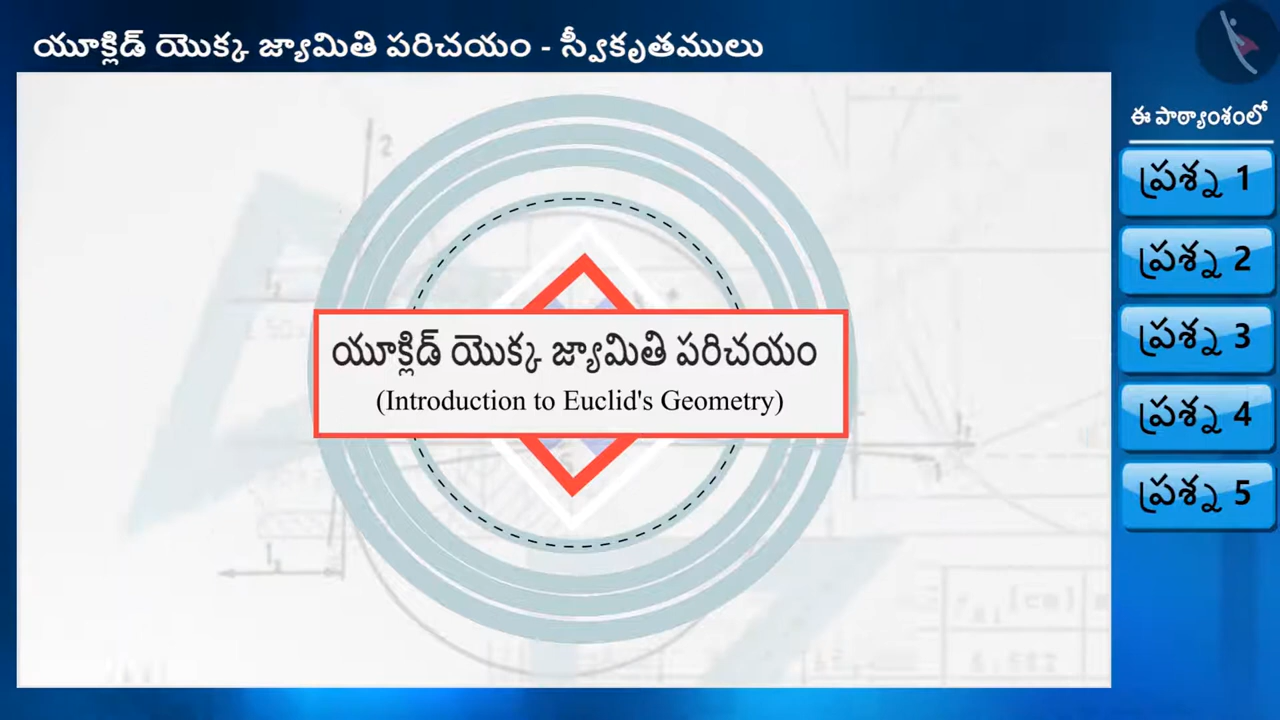 యూక్లిడ్ యొక్క జ్యామితి పరిచయం - స్వీకృతములు
ఈ పాఠ్యాంశంలో
ప్రశ్న 1
ప్రశ్న 2
ప్రశ్న 3
ప్రశ్న 4
ప్రశ్న 5
యూక్లిడ్ యొక్క జ్యామితి పరిచయం
(Introduction to Euclid's Geometry)
2